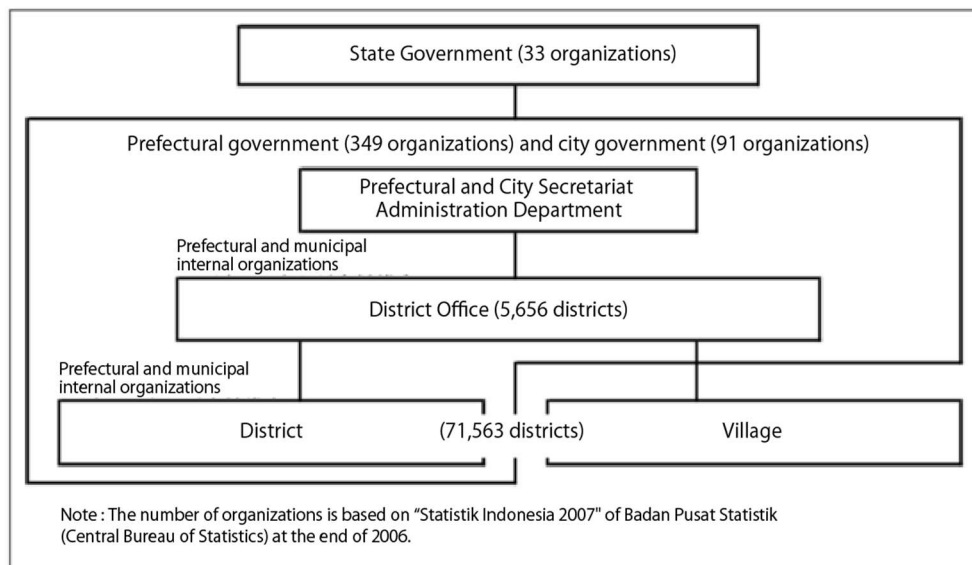 State Government (33 organizations)
Prefectural government (349 organizations) and city government (91 organizations)
Prefectural and City Secretariat
Administration Department
Prefectural and municipal
internal organizations
District Office (5,656 districts)
Prefectural and municipal
internal organizations
District (71,563 districts) Village
Note : The number of organizations is based on “Statistik Indonesia 2007" of Badan Pusat Statistik
(Central Bureau of Statistics) at the end of 2006.